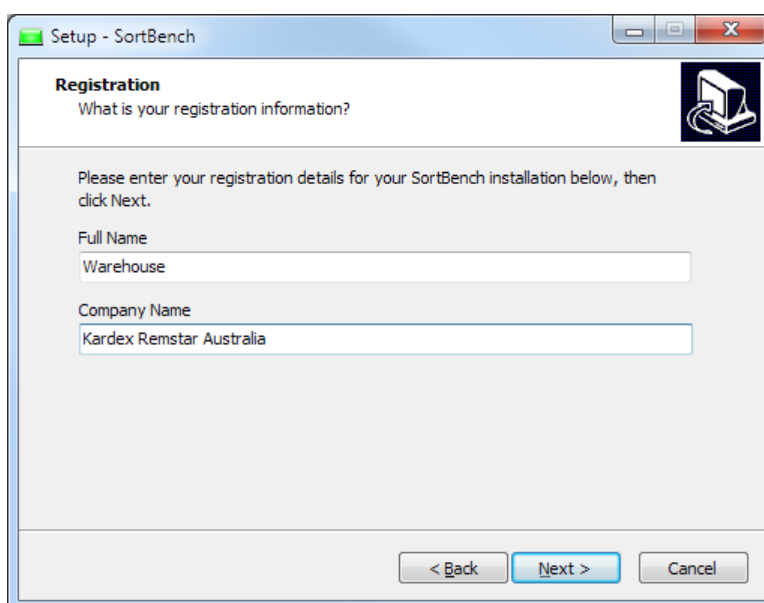 Setup - SortBench
Registration
What is your registration information?
Please enter your registration details for your SortBench installation below, then
click Next.
Full Name
Warehouse
Company Name
Kardex Remstar Australia
< Back
Next >
Cancel